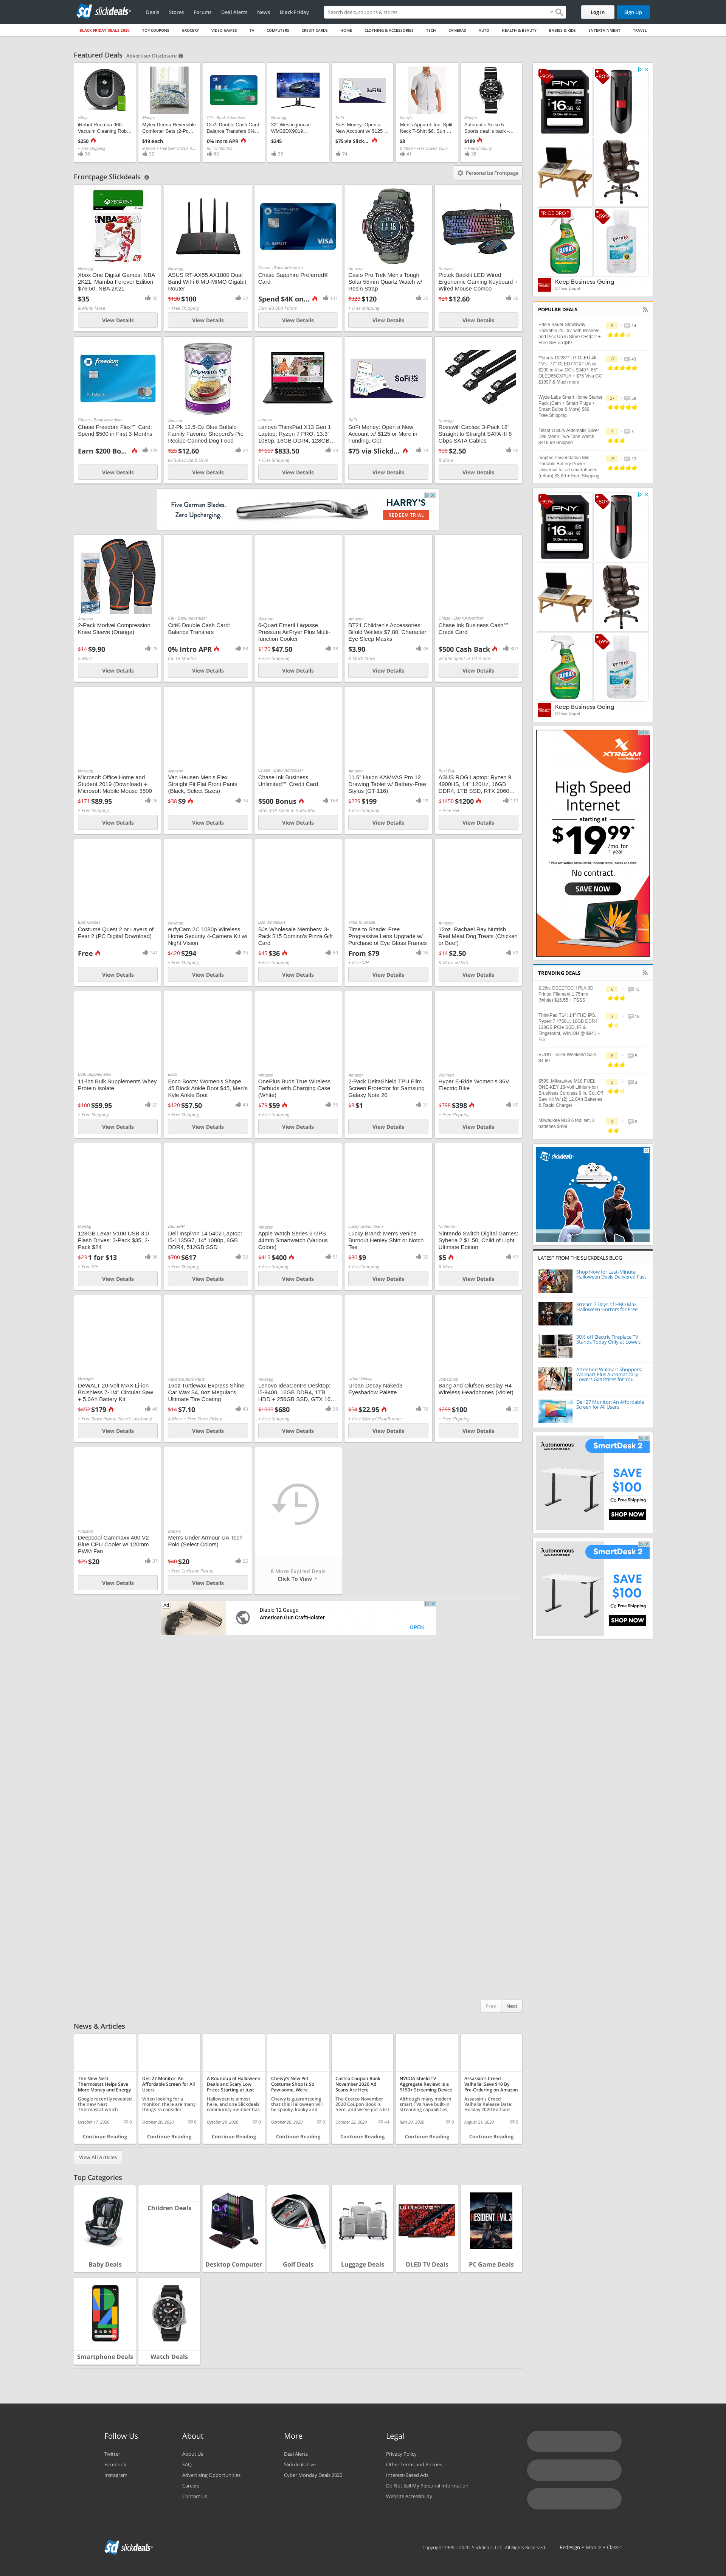 slickdeals
Deals Stores Forums Deal Alerts News Black Friday
Search deals, coupons & stores
Log In Sign Up
BLACK FRIDAY DEALS 2020 TOP COUPONS GROCERY VIDEO GAMES TV COMPUTERS CREDIT CARDS HOME CLOTHING & ACCESSORIES TECH CAMERAS AUTO HEALTH & BEAUTY BABIES & KIDS ENTERTAINMENT TRAVEL
Featured Deals Advertiser Disclosure
iRobot Roomba 960
Vacuum Cleaning Rob...
$250
+ Free Shipping
Mytex Deena Reversible
Comforter Sets (2-Pc...
$19 each
Citi - Bank Advertiser
Citi® Double Cash Card:
Balance Transfers 0%...
0% Intro APR
for 18 Months
Newegg
32" Westinghouse
WM32DX9019...
$245
SoFi
SoFi Money: Open a
New Account w/ $125 ...
$75 via Slick...
Macy's
Men's Apparel: Inc. Split
Neck T-Shirt $6, Sun ...
$8
Macy's
Automatic Seiko 5
Sports deal is back -...
$189
+ Free Shipping
Frontpage Slickdeals
Personalize Frontpage
Newegg
Xbox One Digital Games: NBA
2K21: Mamba Forever Edition
$76.50, NBA 2K21
$35
& Many More
View Details
Newegg
ASUS RT-AX55 AX1800 Dual
Band WiFi 6 MU-MIMO Gigabit
Router
$130 $100
+ Free Shipping
View Details
Chase - Bank Advertiser
Chase Sapphire Preferred®
Card
Spend $4K on...
Earn 80,000 Points
View Details
Amazon
Casio Pro Trek Men's Tough
Solar 55mm Quartz Watch w/
Resin Strap
$320 $120
+ Free Shipping
View Details
Amazon
Pictek Backlit LED Wired
Ergonomic Gaming Keyboard +
Wired Mouse Combo
$21 $12.60
View Details
Chase - Bank Advertiser
Chase Freedom Flex℠ Card:
Spend $500 in First 3-Months
Earn $200 Bo...
View Details
Amazon
12-Pk 12.5-Oz Blue Buffalo
Family Favorite Sheperd's Pie
Recipe Canned Dog Food
$25 $12.60
w/ Subscribe & Save
View Details
Lenovo
Lenovo ThinkPad X13 Gen 1
Laptop: Ryzen 7 PRO, 13.3"
1080p, 16GB DDR4, 128GB...
$1667 $833.50
+ Free Shipping
View Details
SoFi
SoFi Money: Open a New
Account w/ $125 or More in
Funding, Get
$75 via Slickd...
View Details
Newegg
Rosewill Cables: 3-Pack 18"
Straight to Straight SATA III 6
Gbps SATA Cables
$30 $2.50
& More
View Details
Five German Blades.
Zero Upcharging.
HARRY'S
REDEEM TRIAL
Amazon
2-Pack Modvel Compression
Knee Sleeve (Orange)
$14 $9.90
& More
View Details
Citi - Bank Advertiser
Citi® Double Cash Card:
Balance Transfers
0% Intro APR
for 18 Months
View Details
Walmart
6-Quart Emeril Lagasse
Pressure AirFryer Plus Multi-
function Cooker
$170 $47.50
+ Free Shipping
View Details
Amazon
BT21 Children's Accessories:
Bifold Wallets $7.80, Character
Eye Sleep Masks
$3.90
& Much More
View Details
Chase - Bank Advertiser
Chase Ink Business Cash℠
Credit Card
$500 Cash Back
View Details
Newegg
Microsoft Office Home and
Student 2019 (Download) +
Microsoft Mobile Mouse 3500
$171 $89.95
+ Free Shipping
View Details
Amazon
Van Heusen Men's Flex
Straight Fit Flat Front Pants
(Black, Select Sizes)
$38 $9
View Details
Chase - Bank Advertiser
Chase Ink Business
Unlimited℠ Credit Card
$500 Bonus
View Details
Amazon
11.6" Huion KAMVAS Pro 12
Drawing Tablet w/ Battery-Free
Stylus (GT-116)
$229 $199
+ Free Shipping
View Details
Best Buy
ASUS ROG Laptop: Ryzen 9
4900HS, 14" 120Hz, 16GB
DDR4, 1TB SSD, RTX 2060...
$1450 $1200
+ Free S/H
View Details
Epic Games
Costume Quest 2 or Layers of
Fear 2 (PC Digital Download)
Free
View Details
Newegg
eufyCam 2C 1080p Wireless
Home Security 4-Camera Kit w/
Night Vision
$420 $294
+ Free Shipping
View Details
BJs Wholesale
BJs Wholesale Members: 3-
Pack $15 Domino's Pizza Gift
Card
$45 $36
+ Free Shipping
View Details
Time to Shade
Time to Shade: Free
Progressive Lens Upgrade w/
Purchase of Eye Glass Frames
From $79
+ Free S/H
View Details
Amazon
12oz. Rachael Ray Nutrish
Real Meat Dog Treats (Chicken
or Beef)
$14 $2.50
& More w/ S&S
View Details
Bulk Supplements
11-lbs Bulk Supplements Whey
Protein Isolate
$100 $59.95
+ Free Shipping
View Details
Ecco
Ecco Boots: Women's Shape
45 Block Ankle Boot $45, Men's
Kyle Ankle Boot
$120 $57.50
+ Free Shipping
View Details
Amazon
OnePlus Buds True Wireless
Earbuds with Charging Case
(White)
$79 $59
+ Free Shipping
View Details
Amazon
2-Pack DeltaShield TPU Film
Screen Protector for Samsung
Galaxy Note 20
$8 $1
View Details
Walmart
Hyper E-Ride Women's 36V
Electric Bike
$798 $398
+ Free Shipping
View Details
BuyDig
128GB Lexar V100 USB 3.0
Flash Drives: 3-Pack $35, 2-
Pack $24
$23 1 for $13
+ Free S/H
View Details
Dell EPP
Dell Inspiron 14 5402 Laptop:
i5-1135G7, 14" 1080p, 8GB
DDR4, 512GB SSD
$700 $617
+ Free Shipping
View Details
Amazon
Apple Watch Series 6 GPS
44mm Smartwatch (Various
Colors)
$415 $400
+ Free Shipping
View Details
Lucky Brand Jeans
Lucky Brand: Men's Venice
Burnout Henley Shirt or Notch
Tee
$30 $9
+ Free Shipping
View Details
Nintendo
Nintendo Switch Digital Games:
Syberia 2 $1.50, Child of Light
Ultimate Edition
$5
& More
View Details
Grainger
DeWALT 20-Volt MAX Li-ion
Brushless 7-1/4" Circular Saw
+ 5.0Ah Battery Kit
$452 $179
+ Free Store Pickup (Select Locations)
View Details
Advance Auto Parts
16oz Turtlewax Express Shine
Car Wax $4, 8oz Meguiar's
Ultimate Tire Coating
$14 $7.10
& More + Free Store Pickup
View Details
Newegg
Lenovo IdeaCentre Desktop:
i5-9400, 16GB DDR4, 1TB
HDD + 256GB SSD, GTX 16...
$1080 $680
+ Free Shipping
View Details
Urban Decay
Urban Decay Naked3
Eyeshadow Palette
$54 $22.95
+ Free S&H w/ ShopRunner
View Details
Bang and Olufsen Beolay H4
Wireless Headphones (Violet)
$299 $100
+ Free Shipping
View Details
Amazon
Deepcool Gammaxx 400 V2
Blue CPU Cooler w/ 120mm
PWM Fan
$25 $20
View Details
Macy's
Men's Under Armour UA Tech
Polo (Select Colors)
$40 $20
+ Free Curbside Pickup
View Details
8 More Expired Deals
Click To View
Ad
Diablo 12 Gauge
American Gun CraftHolster
OPEN
Prev Next
News & Articles
The New Nest
Thermostat Helps Save
More Money and Energy
Google recently revealed
the new Nest
Thermostat which
October 17, 2020
Continue Reading
Dell 27 Monitor: An
Affordable Screen for All
Users
When looking for a
monitor, there are many
things to consider
October 20, 2020
Continue Reading
A Roundup of Halloween
Deals and Scary Low
Prices Starting at Just
Halloween is almost
here, and one Slickdeals
community member has
October 20, 2020
Continue Reading
Chewy's New Pet
Costume Shop Is So
Paw-some, We're
Chewy is guaranteeing
that this Halloween will
be spooky, kooky and
October 20, 2020
Continue Reading
Costco Coupon Book
November 2020 Ad
Scans Are Here
The Costco November
2020 Coupon Book is
here, and we've got a list
October 22, 2020
Continue Reading
NVIDIA Shield TV
Aggregate Review: Is a
$150+ Streaming Device
Although many modern
smart TVs have built-in
streaming capabilities,
June 23, 2020
Continue Reading
Assassin's Creed
Valhalla: Save $10 By
Pre-Ordering on Amazon
Assassin's Creed
Valhalla Release Date:
Holiday 2020 Editions
August 21, 2020
Continue Reading
View All Articles
Top Categories
Baby Deals
Children Deals
Desktop Computer
Golf Deals
Luggage Deals
OLED TV Deals
PC Game Deals
Smartphone Deals
Watch Deals
-90% -80%
PNY
PERFORMANCE
16GB
PRICE DROP -59%
Keep Business Going
Office Depot
POPULAR DEALS
Eddie Bauer Stowaway
Packable 20L $7 with Reserve
and Pick Up in Store OR $12 +
Free S/H on $49
**starts 10/28** LG OLED 4K
TV's: 77" OLED77CXPUA w/
$200 in Visa GC's $3497, 65"
OLED65CXPUA + $75 Visa GC
$1897 & Much more
Wyze Labs Smart Home Starter
Pack (Cam + Smart Plugs +
Smart Bulbs & More) $68 +
Free Shipping
Tissot Luxury Automatic Silver
Dial Men's Two-Tone Watch
$419.99 Shipped
mophie Powerstation Mini
Portable Battery Power
Universal for all smartphones
(refurb) $3.89 + Free Shipping
-90% -80%
PNY
PERFORMANCE
16GB
-59%
Keep Business Going
Office Depot
XTREAM
High Speed
Internet
starting at
$19.99*
/mo. for
1 year
No contract.
SAVE NOW
TRENDING DEALS
2.2lbs GEEETECH PLA 3D
Printer Filament 1.75mm
(White) $16.55 + FSSS
ThinkPad T14: 14" FHD IPS,
Ryzen 7 4750U, 16GB DDR4,
128GB PCIe SSD, IR &
Fingerprint, Win10H @ $941 +
F/S
VUDU - Killer Weekend Sale
$4.99
$599, Milwaukee M18 FUEL
ONE-KEY 18-Volt Lithium-Ion
Brushless Cordless 9 in. Cut Off
Saw Kit W/ (2) 12.0Ah Batteries
& Rapid Charger
Milwaukee M18 6 tool set, 2
batteries $499
slickdeals
LATEST FROM THE SLICKDEALS BLOG
Shop Now for Last-Minute
Halloween Deals Delivered Fast
Stream 7 Days of HBO Max
Halloween Horrors for Free
30% off Electric Fireplace TV
Stands Today Only at Lowe's
Attention Walmart Shoppers:
Walmart Plus Automatically
Lowers Gas Prices for You
Dell 27 Monitor: An Affordable
Screen for All Users
AUTONOMOUS
SmartDesk 2
SAVE
$100
Free Shipping
SHOP NOW
AUTONOMOUS
SmartDesk 2
SAVE
$100
Free Shipping
SHOP NOW
Follow Us
Twitter
Facebook
Instagram
About
About Us
FAQ
Advertising Opportunities
Careers
Contact Us
More
Deal Alerts
Slickdeals Live
Cyber Monday Deals 2020
Legal
Privacy Policy
Other Terms and Policies
Interest-Based Ads
Do Not Sell My Personal Information
Website Accessibility
slickdeals
Copyright 1999 - 2020. Slickdeals, LLC. All Rights Reserved. Redesign • Mobile • Classic